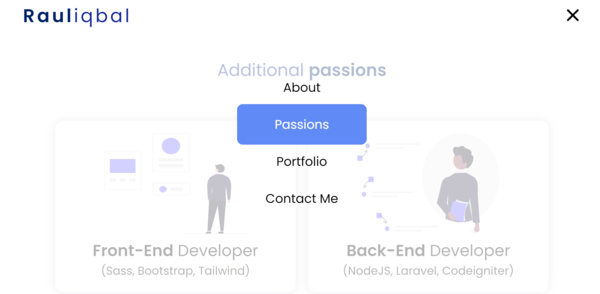 Rauliqbal
Additional passions
About
Passions
Portfolio
Contact Me
Front-End Developer
(Sass, Bootstrap, Tailwind)
Back-End Developer
(NodeJS, Laravel, Codeigniter)